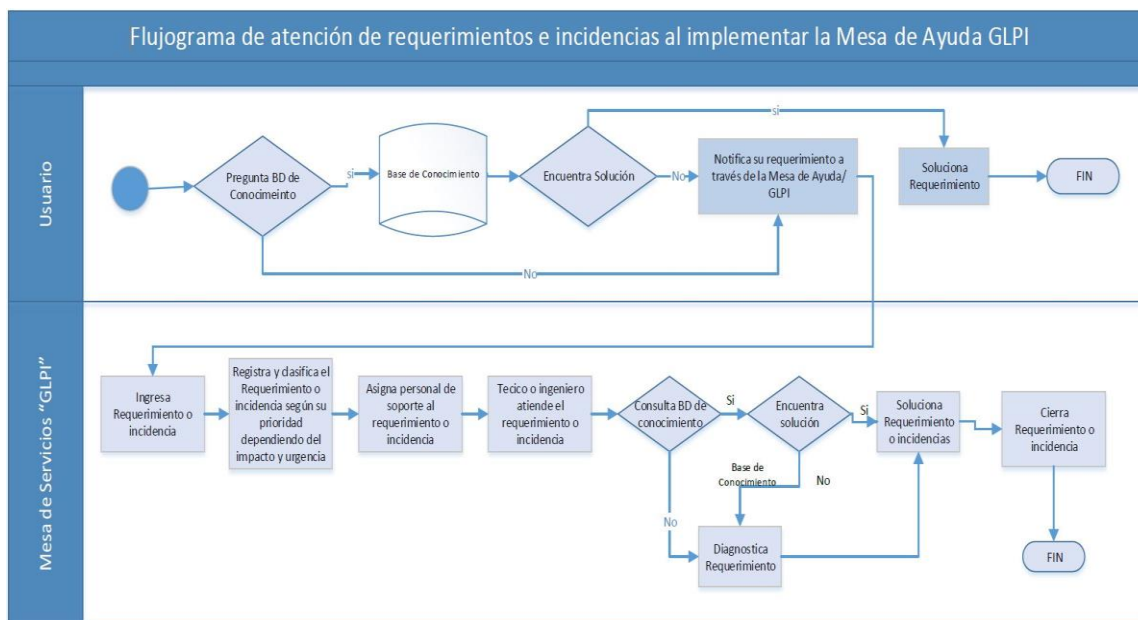 Flujograma de atención de requerimientos e incidencias al implementar la Mesa de Ayuda GLPI
Usuario
Pregunta BD de
Conocimeinto
si
Base de Conocimiento
Encuentra Solución
si
No
Notifica su requerimiento a
través de la Mesa de Ayuda/
GLPI
Soluciona
Requerimiento
FIN
No
Mesa de Servicios "GLPI"
Ingresa
Requerimiento o
incidencia
Registra y clasifica el
Requerimiento o
incidencia según su
prioridad
dependiendo del
impacto y urgencia
Asigna personal de
soporte al
requerimiento o
incidencia
Tecico o ingeniero
atiende el
requerimiento o
incidencia
Consulta BD de
conocimiento
Si
Encuentra
solución
Si
Soluciona
Requerimiento
o incidencias
Cierra
Requerimiento o
incidencia
Base de
Conocimiento
No
No
Diagnostica
Requerimiento
FIN